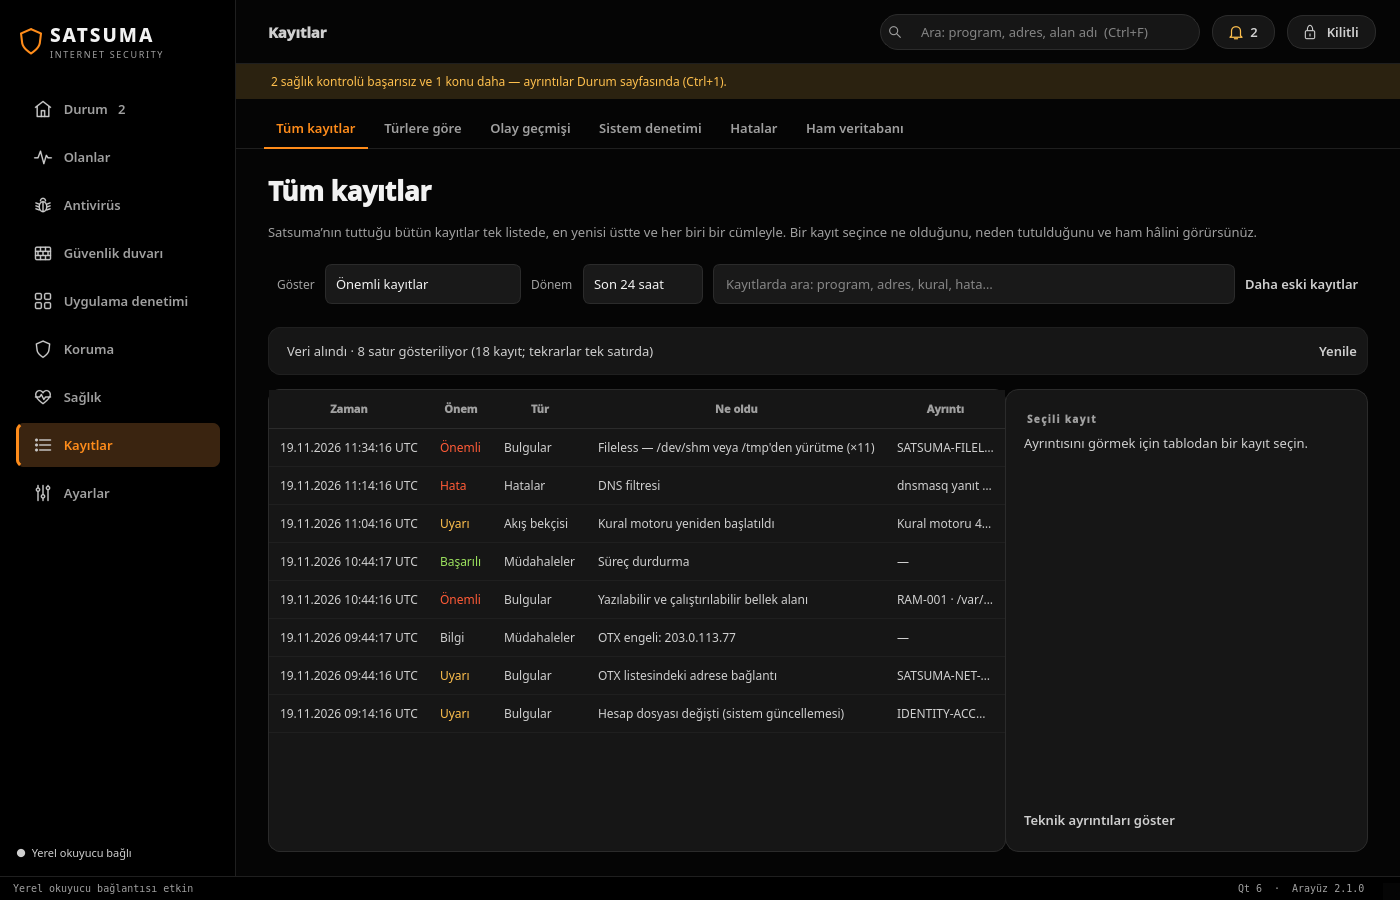 SATSUMA
INTERNET SECURITY
Durum 2
Olanlar
Antivirüs
Güvenlik duvarı
Uygulama denetimi
Koruma
Sağlık
Kayıtlar
Ayarlar
Yerel okuyucu bağlı
Kayıtlar
Ara: program, adres, alan adı (Ctrl+F)
2
Kilitli
2 sağlık kontrolü başarısız ve 1 konu daha — ayrıntılar Durum sayfasında (Ctrl+1).
Tüm kayıtlar Türlere göre Olay geçmişi Sistem denetimi Hatalar Ham veritabanı
Tüm kayıtlar
Satsuma’nın tuttuğu bütün kayıtlar tek listede, en yenisi üstte ve her biri bir cümleyle. Bir kayıt seçince ne olduğunu, neden tutulduğunu ve ham hâlini görürsünüz.
Göster Önemli kayıtlar Dönem Son 24 saat Kayıtlarda ara: program, adres, kural, hata... Daha eski kayıtlar
Veri alındı · 8 satır gösteriliyor (18 kayıt; tekrarlar tek satırda) Yenile
Zaman Önem Tür Ne oldu Ayrıntı
19.11.2026 11:34:16 UTC Önemli Bulgular Fileless — /dev/shm veya /tmp'den yürütme (×11) SATSUMA-FILEL...
19.11.2026 11:14:16 UTC Hata Hatalar DNS filtresi dnsmasq yanıt ...
19.11.2026 11:04:16 UTC Uyarı Akış bekçisi Kural motoru yeniden başlatıldı Kural motoru 4...
19.11.2026 10:44:17 UTC Başarılı Müdahaleler Süreç durdurma —
19.11.2026 10:44:16 UTC Önemli Bulgular Yazılabilir ve çalıştırılabilir bellek alanı RAM-001 · /var/...
19.11.2026 09:44:17 UTC Bilgi Müdahaleler OTX engeli: 203.0.113.77 —
19.11.2026 09:44:16 UTC Uyarı Bulgular OTX listesindeki adrese bağlantı SATSUMA-NET-...
19.11.2026 09:14:16 UTC Uyarı Bulgular Hesap dosyası değişti (sistem güncellemesi) IDENTITY-ACC...
Seçili kayıt
Ayrıntısını görmek için tablodan bir kayıt seçin.
Teknik ayrıntıları göster
Yerel okuyucu bağlantısı etkin
Qt 6 · Arayüz 2.1.0